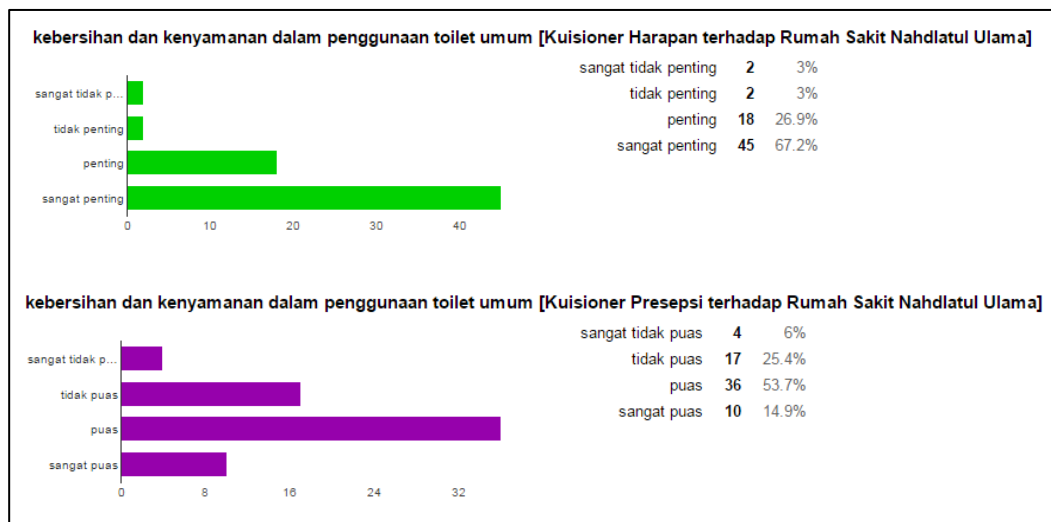 kebersihan dan kenyamanan dalam penggunaan toilet umum [Kuisioner Harapan terhadap Rumah Sakit Nahdlatul Ulama]
sangat tidak p...
tidak penting
penting
sangat penting
0 10 20 30 40
sangat tidak penting 2 3%
tidak penting 2 3%
penting 18 26.9%
sangat penting 45 67.2%
kebersihan dan kenyamanan dalam penggunaan toilet umum [Kuisioner Presepsi terhadap Rumah Sakit Nahdlatul Ulama]
sangat tidak p...
tidak puas
puas
sangat puas
0 8 16 24 32
sangat tidak puas 4 6%
tidak puas 17 25.4%
puas 36 53.7%
sangat puas 10 14.9%